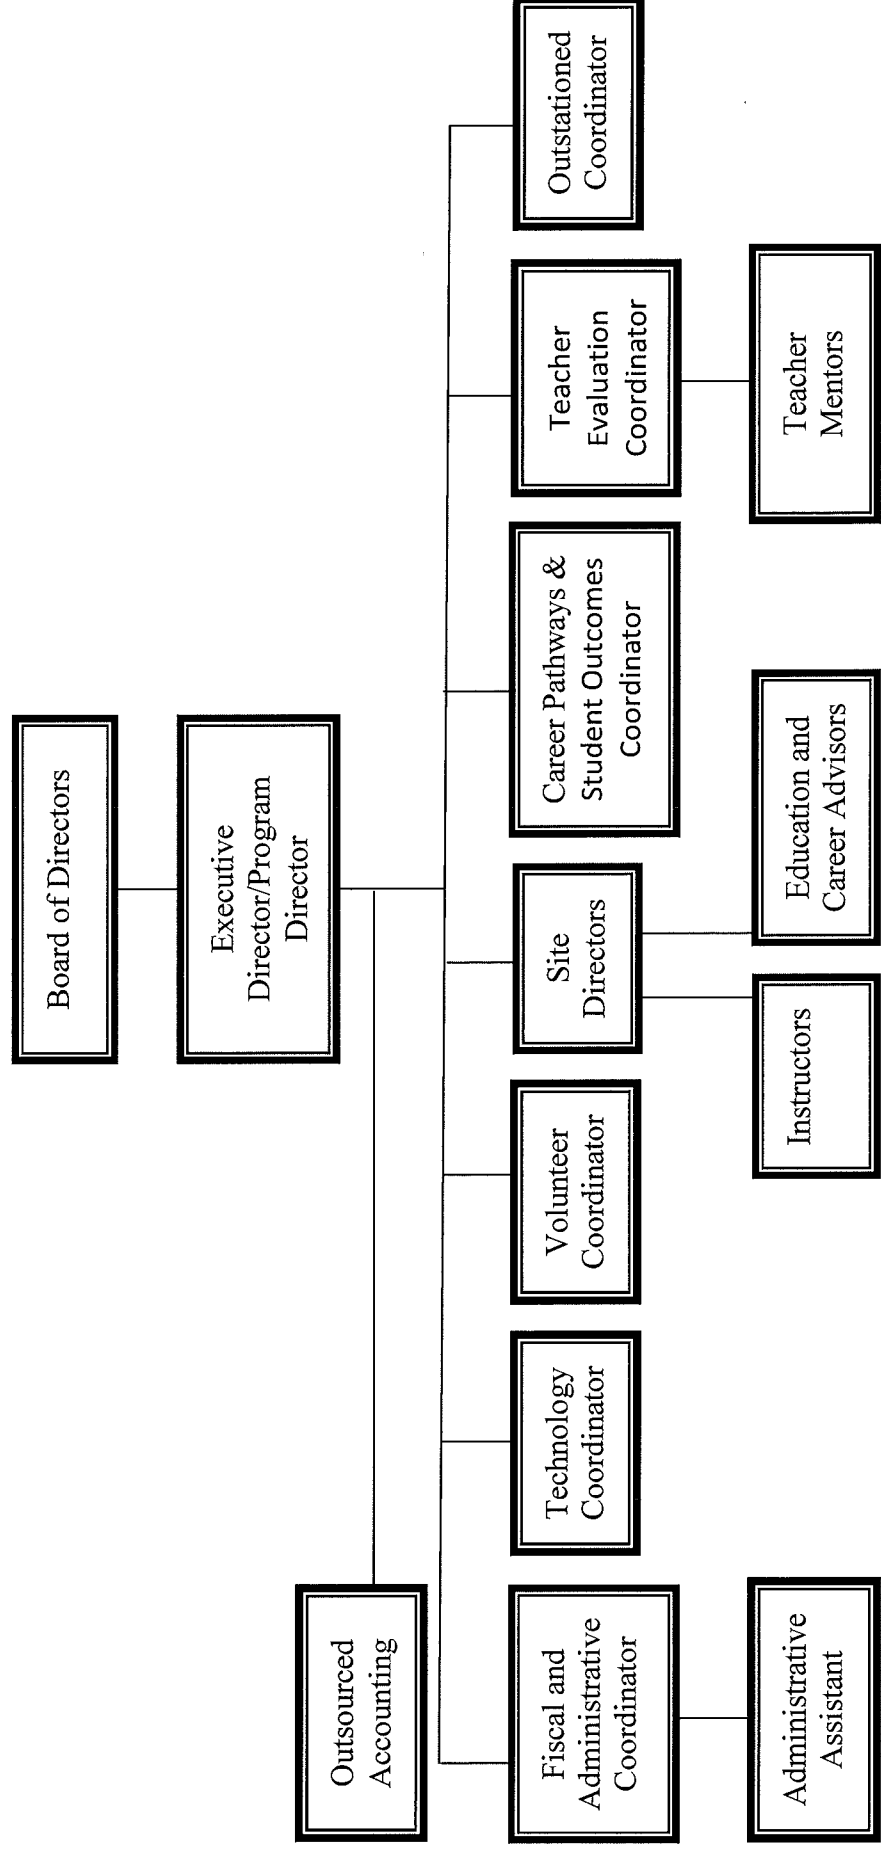 Board of Directors
Executive
Director/Program
Director
Outsourced
Accounting
Fiscal and
Administrative
Coordinator
Technology
Coordinator
Volunteer
Coordinator
Site
Directors
Career Pathways &
Student Outcomes
Coordinator
Teacher
Evaluation
Coordinator
Outstationed
Coordinator
Administrative
Assistant
Instructors
Education and
Career Advisors
Teacher
Mentors